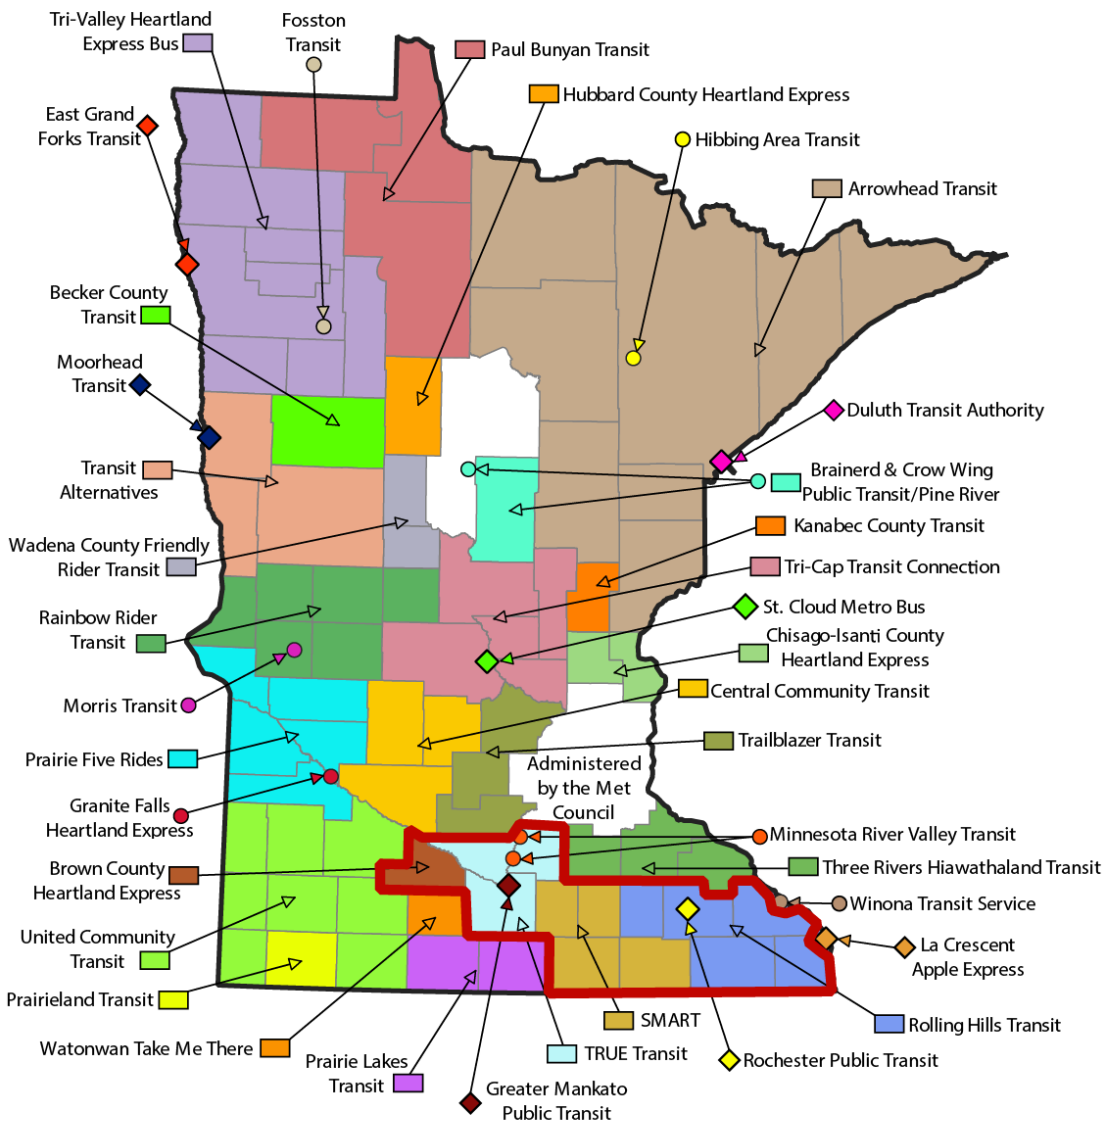 Tri-Valley Heartland
Express Bus
Fosston
Transit
Paul Bunyan Transit
Hubbard County Heartland Express
East Grand
Forks Transit
Hibbing Area Transit
Arrowhead Transit
Becker County
Transit
Moorhead
Transit
Duluth Transit Authority
Transit
Alternatives
Brainerd & Crow Wing
Public Transit/Pine River
Kanabec County Transit
Wadena County Friendly
Rider Transit
Tri-Cap Transit Connection
St. Cloud Metro Bus
Rainbow Rider
Transit
Chisago-Isanti County
Heartland Express
Morris Transit
Central Community Transit
Prairie Five Rides
Trailblazer Transit
Administered
by the Met
Council
Granite Falls
Heartland Express
Minnesota River Valley Transit
Brown County
Heartland Express
Three Rivers Hiawathaland Transit
Winona Transit Service
United Community
Transit
La Crescent
Apple Express
Prairieland Transit
SMART
Rolling Hills Transit
Watonwan Take Me There
TRUE Transit
Rochester Public Transit
Prairie Lakes
Transit
Greater Mankato
Public Transit